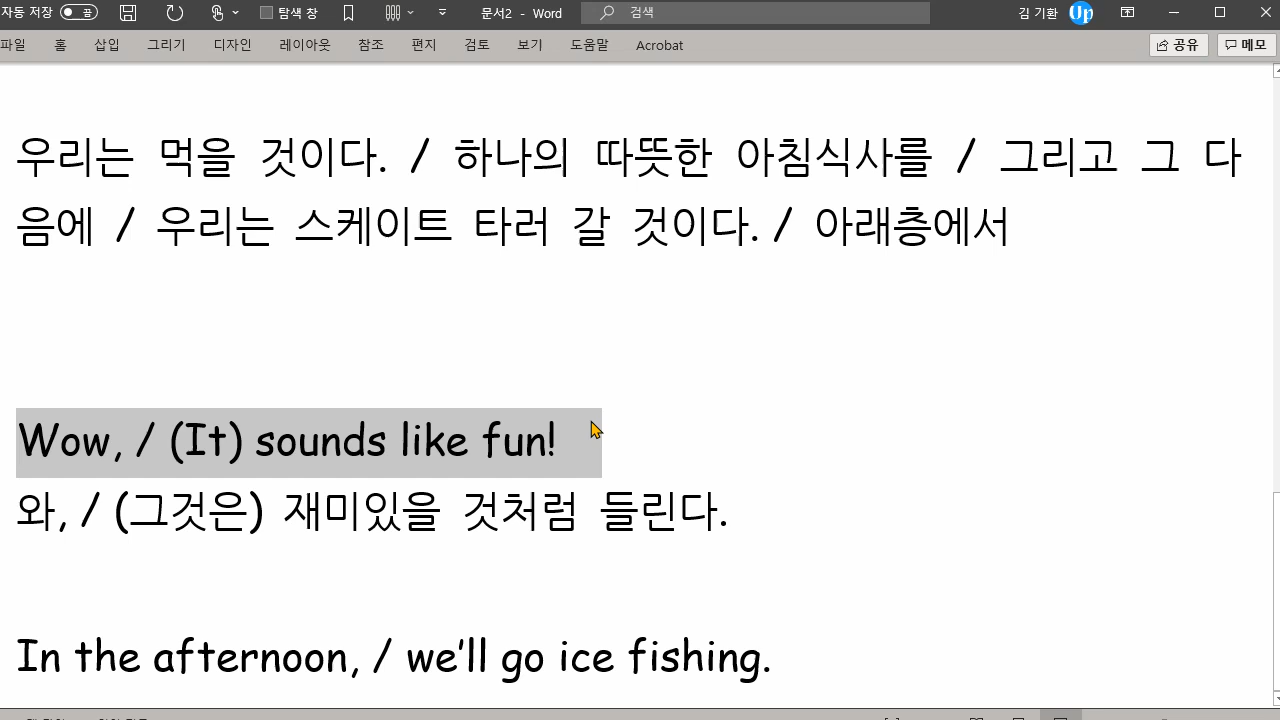 자동 저장 끔 탐색 창 문서2 - Word 검색 김 기환 Up
파일 홈 삽입 그리기 디자인 레이아웃 참조 편지 검토 보기 도움말 Acrobat 공유 메모
우리는 먹을 것이다. / 하나의 따뜻한 아침식사를 / 그리고 그 다
음에 / 우리는 스케이트 타러 갈 것이다. / 아래층에서
Wow, / (It) sounds like fun!
와, / (그것은) 재미있을 것처럼 들린다.
In the afternoon, / we'll go ice fishing.